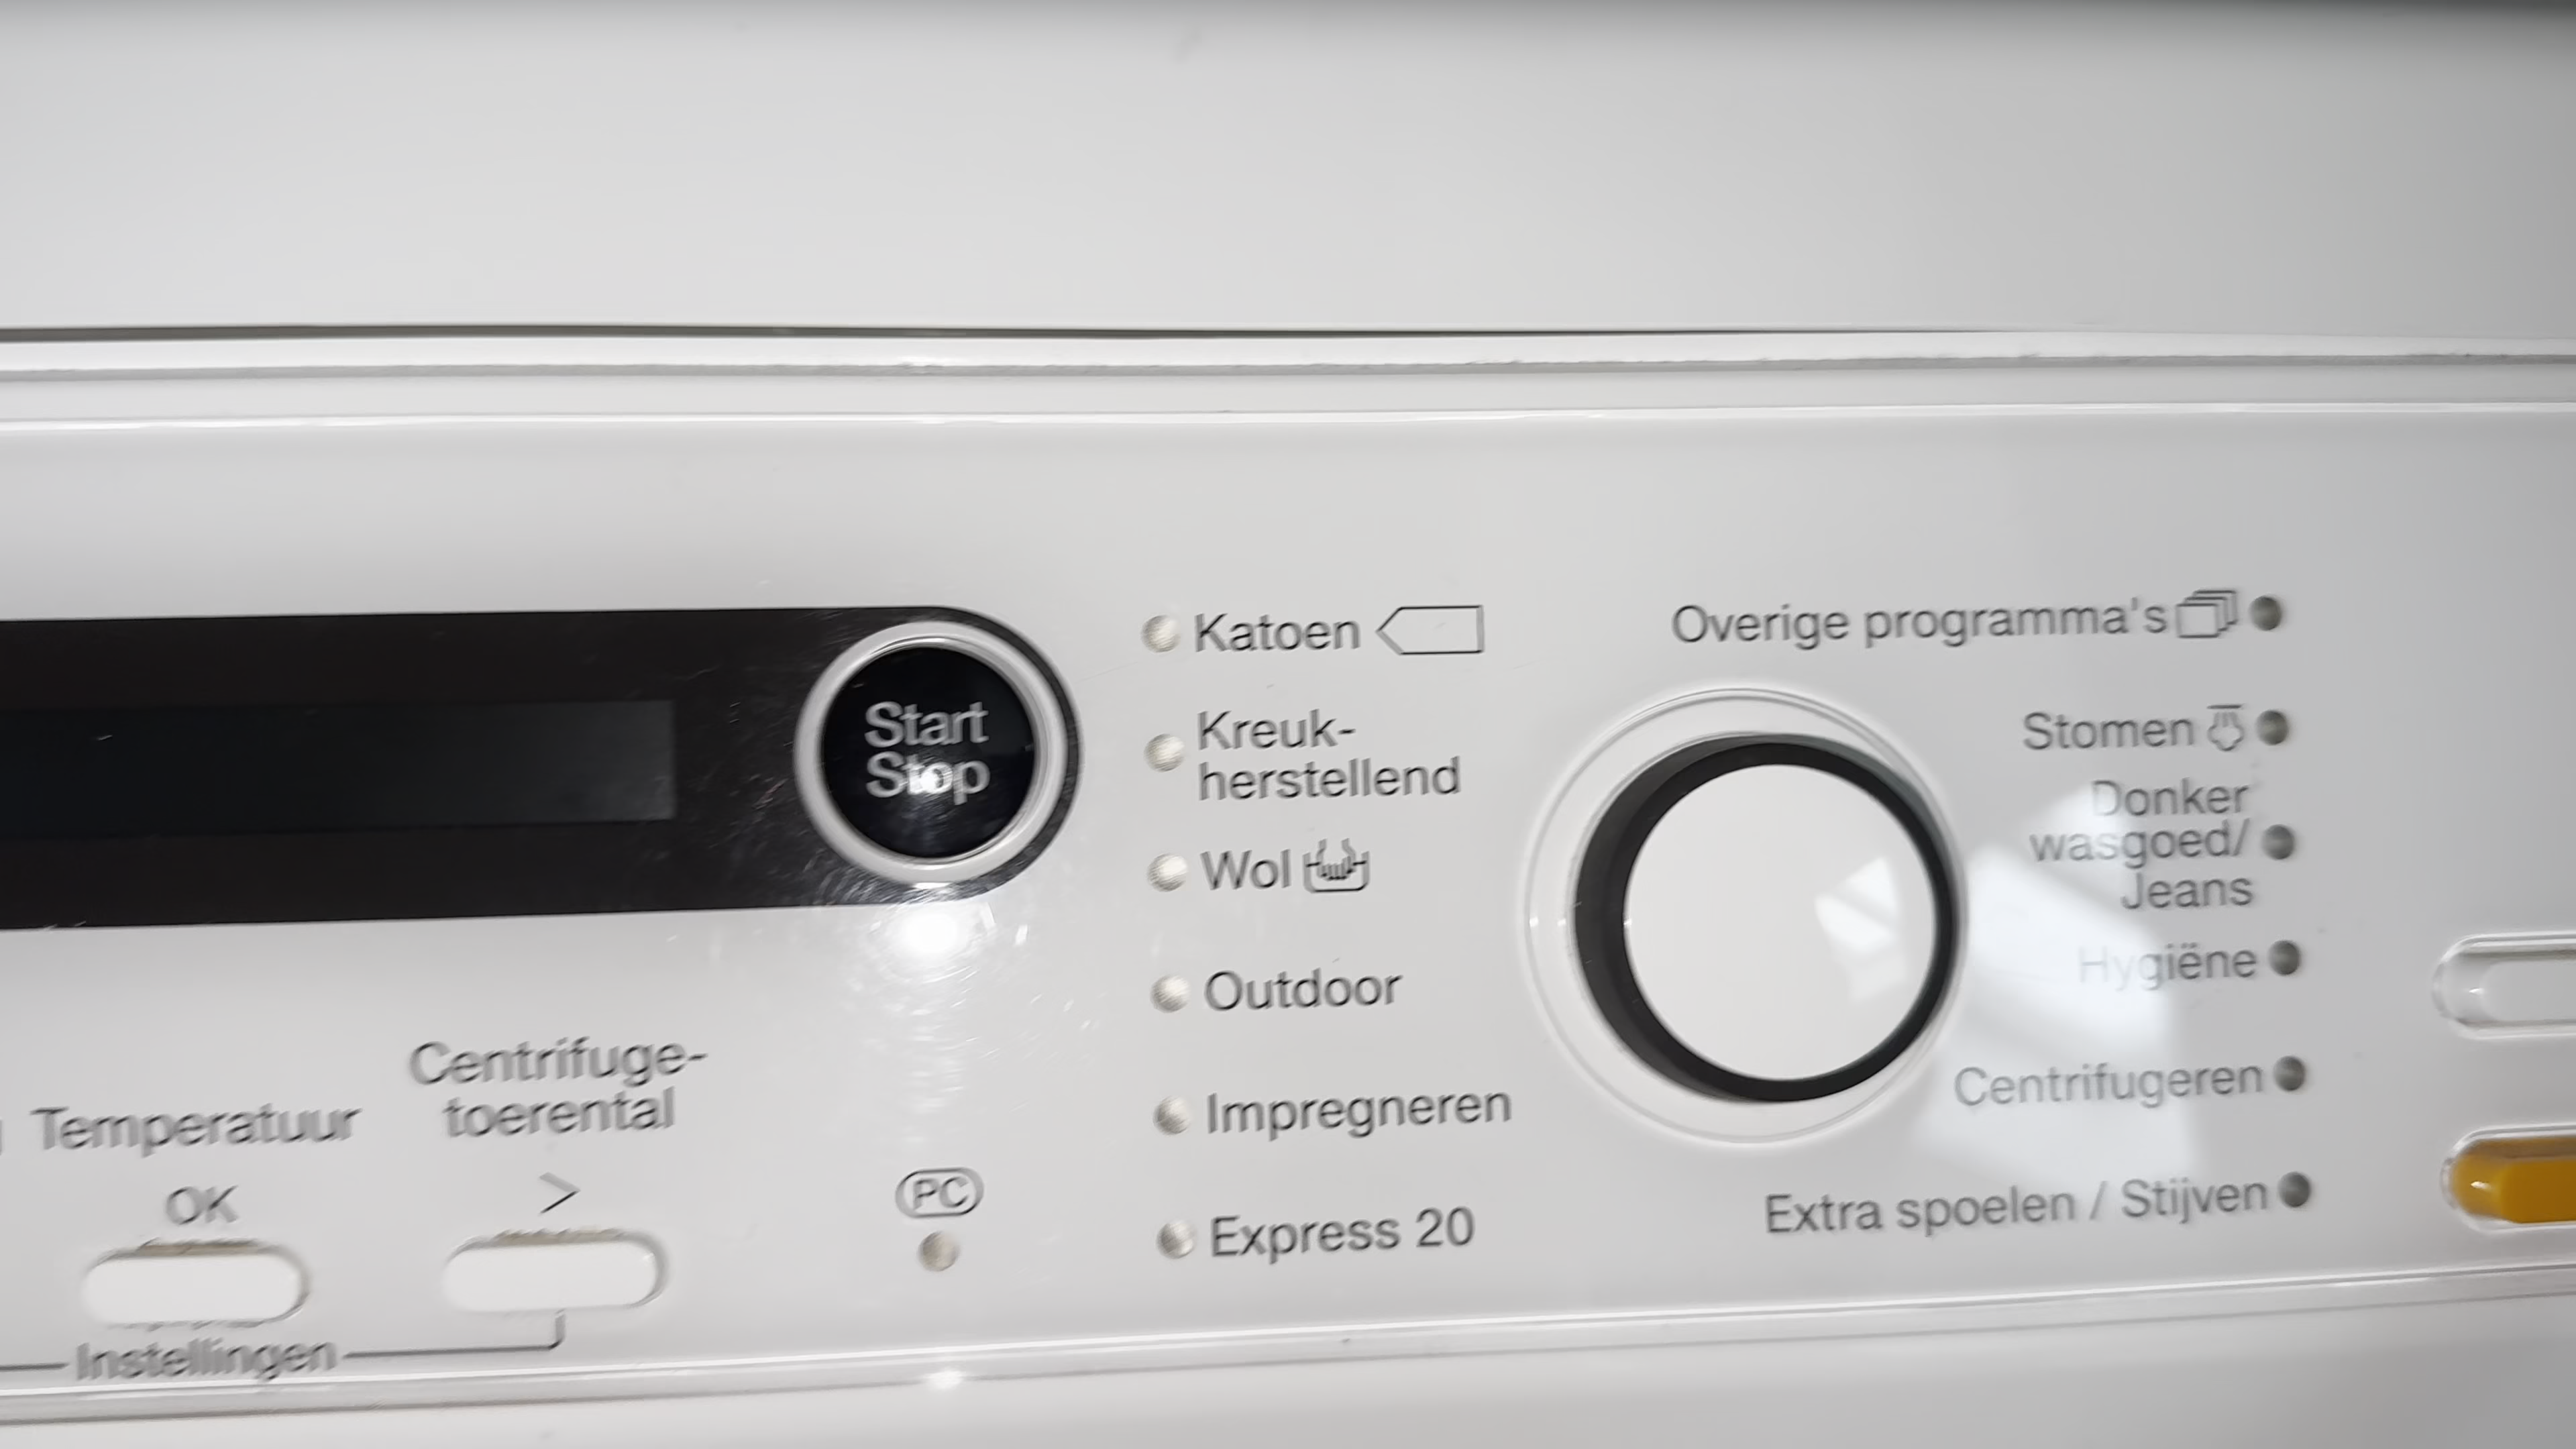 Start
Stop
Temperatuur
OK
Centrifuge-
toerental
>
Instellingen
PC
Katoen
Kreuk-
herstellend
Wol
Outdoor
Impregneren
Express 20
Overige programma's
Stomen
Donker
wasgoed/
Jeans
Hygiëne
Centrifugeren
Extra spoelen / Stijven